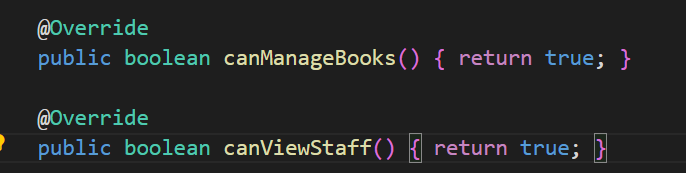 @Override
public boolean canManageBooks() { return true; }
@Override
public boolean canViewStaff() { return true; }